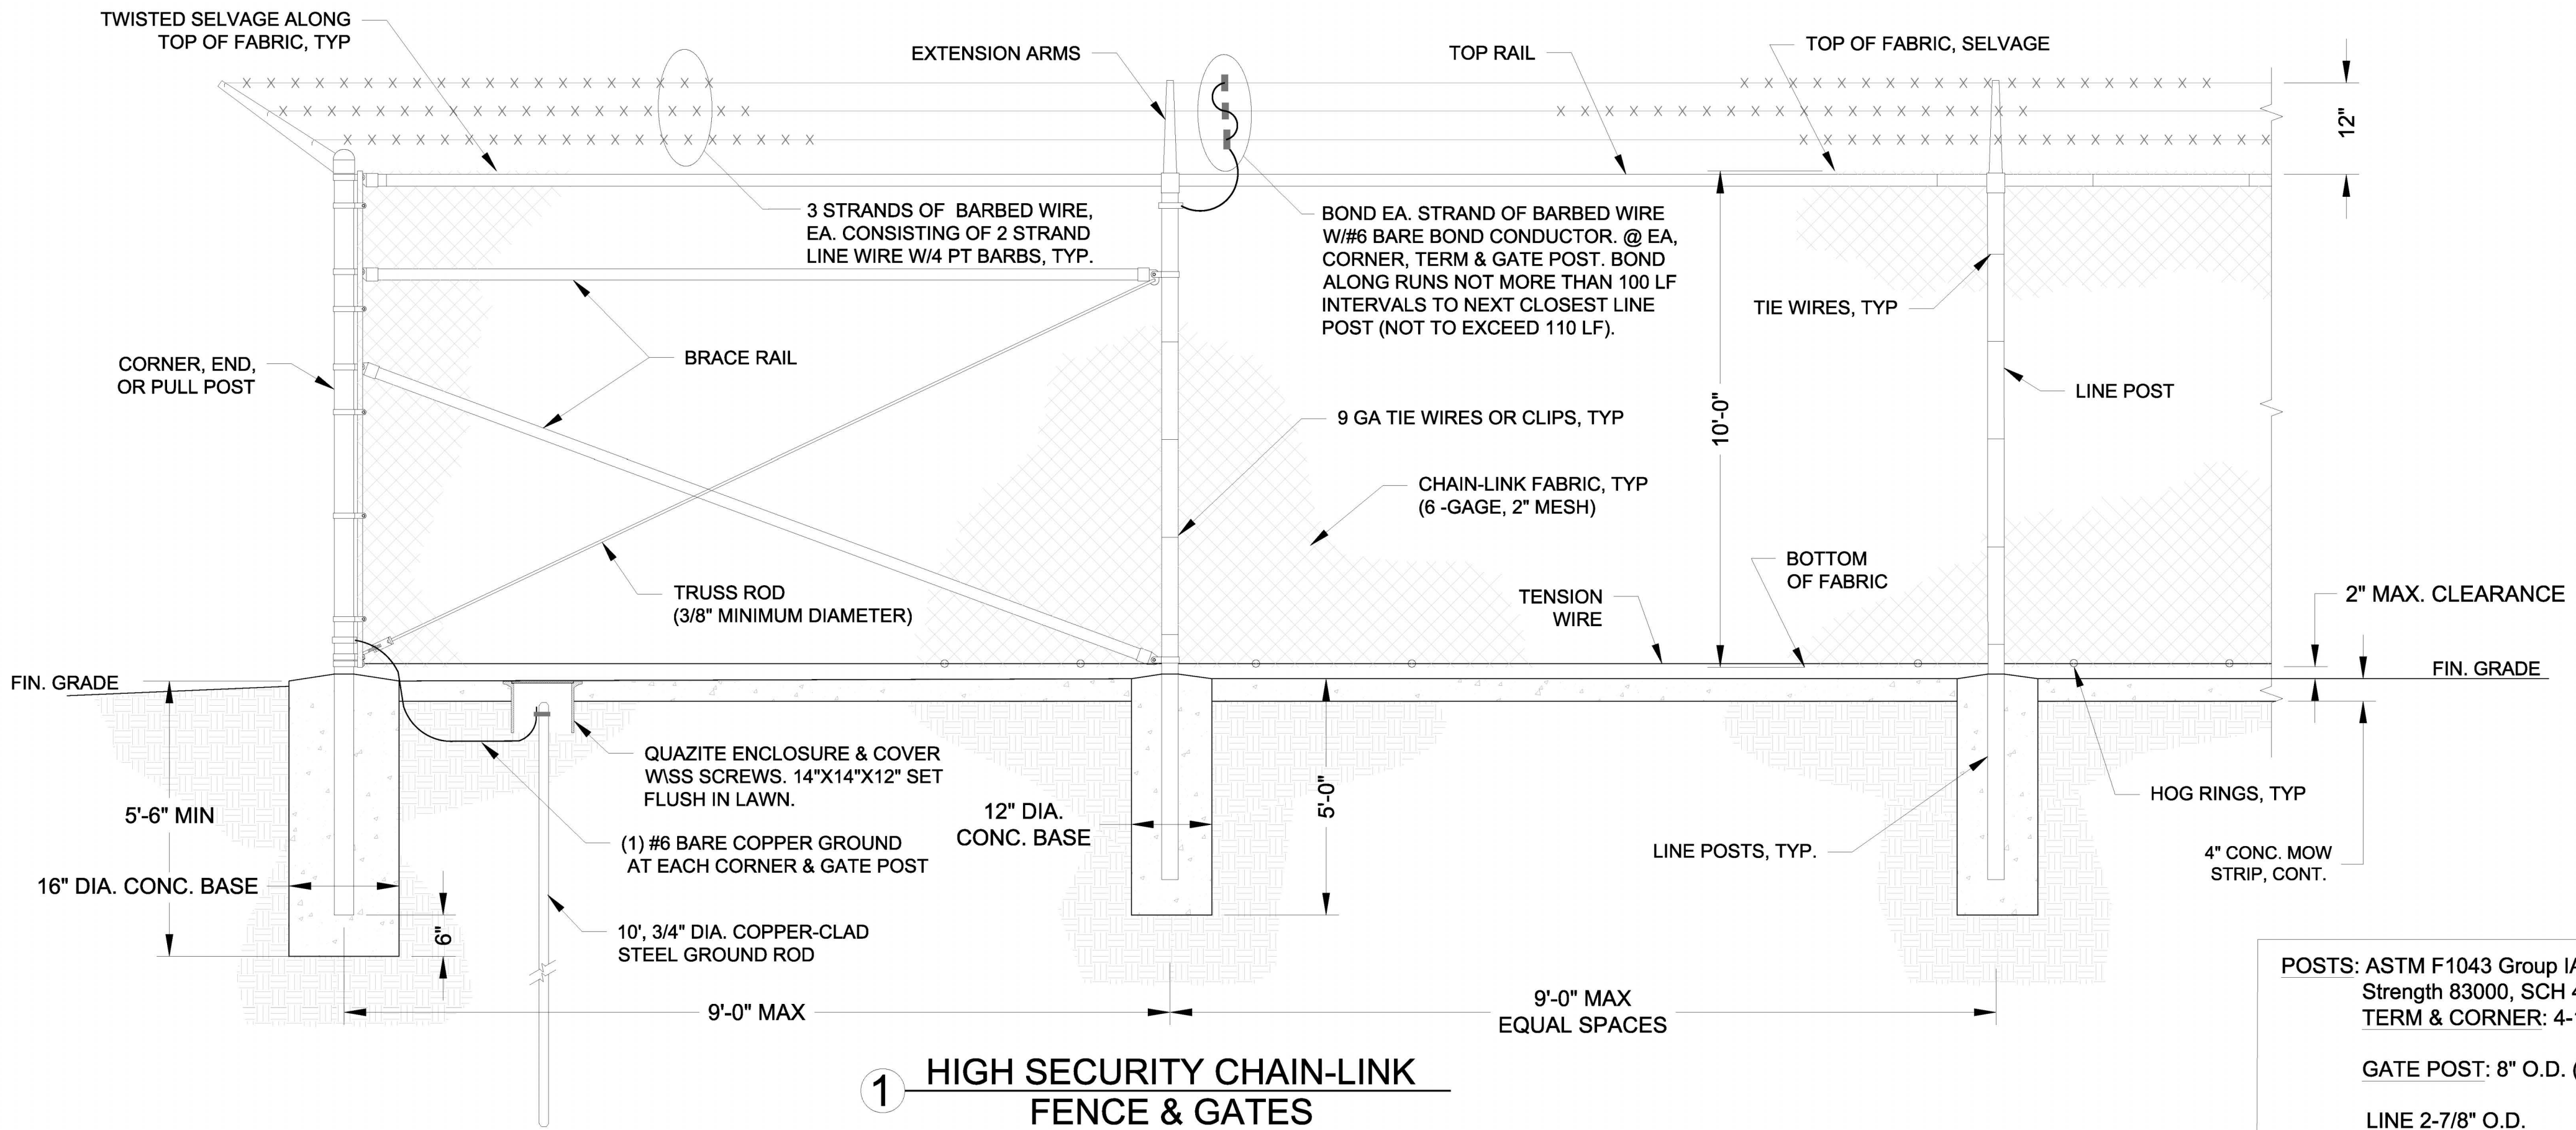 TWISTED SELVAGE ALONG
TOP OF FABRIC, TYP
EXTENSION ARMS
TOP RAIL
TOP OF FABRIC, SELVAGE
12"
3 STRANDS OF BARBED WIRE,
EA. CONSISTING OF 2 STRAND
LINE WIRE W/4 PT BARBS, TYP.
BOND EA. STRAND OF BARBED WIRE
W/#6 BARE BOND CONDUCTOR. @ EA,
CORNER, TERM & GATE POST. BOND
ALONG RUNS NOT MORE THAN 100 LF
INTERVALS TO NEXT CLOSEST LINE
POST (NOT TO EXCEED 110 LF).
TIE WIRES, TYP
CORNER, END,
OR PULL POST
BRACE RAIL
LINE POST
10'-0"
9 GA TIE WIRES OR CLIPS, TYP
CHAIN-LINK FABRIC, TYP
(6 -GAGE, 2" MESH)
TRUSS ROD
(3/8" MINIMUM DIAMETER)
TENSION
WIRE
BOTTOM
OF FABRIC
2" MAX. CLEARANCE
FIN. GRADE
FIN. GRADE
5'-6" MIN
16" DIA. CONC. BASE
6"
QUAZITE ENCLOSURE & COVER
W\SS SCREWS. 14"X14"X12" SET
FLUSH IN LAWN.
(1) #6 BARE COPPER GROUND
AT EACH CORNER & GATE POST
10', 3/4" DIA. COPPER-CLAD
STEEL GROUND ROD
12" DIA.
CONC. BASE
5'-0"
LINE POSTS, TYP.
HOG RINGS, TYP
4" CONC. MOW
STRIP, CONT.
9'-0" MAX
9'-0" MAX
EQUAL SPACES
1
HIGH SECURITY CHAIN-LINK
FENCE & GATES
POSTS: ASTM F1043 Group IA
Strength 83000, SCH 4
TERM & CORNER: 4-
GATE POST: 8" O.D. (
LINE 2-7/8" O.D.